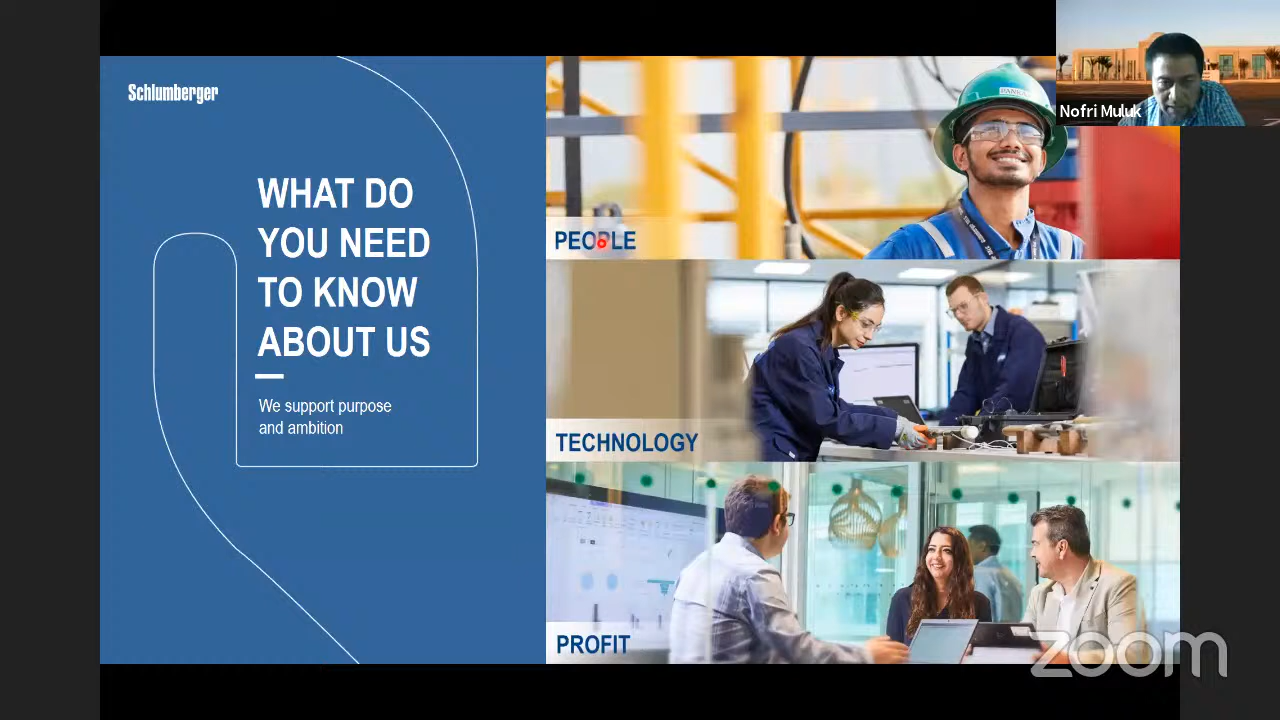 Schlumberger
WHAT DO
YOU NEED
TO KNOW
ABOUT US
We support purpose
and ambition
PEOPLE
TECHNOLOGY
PROFIT
Nofri Muluk
zoom